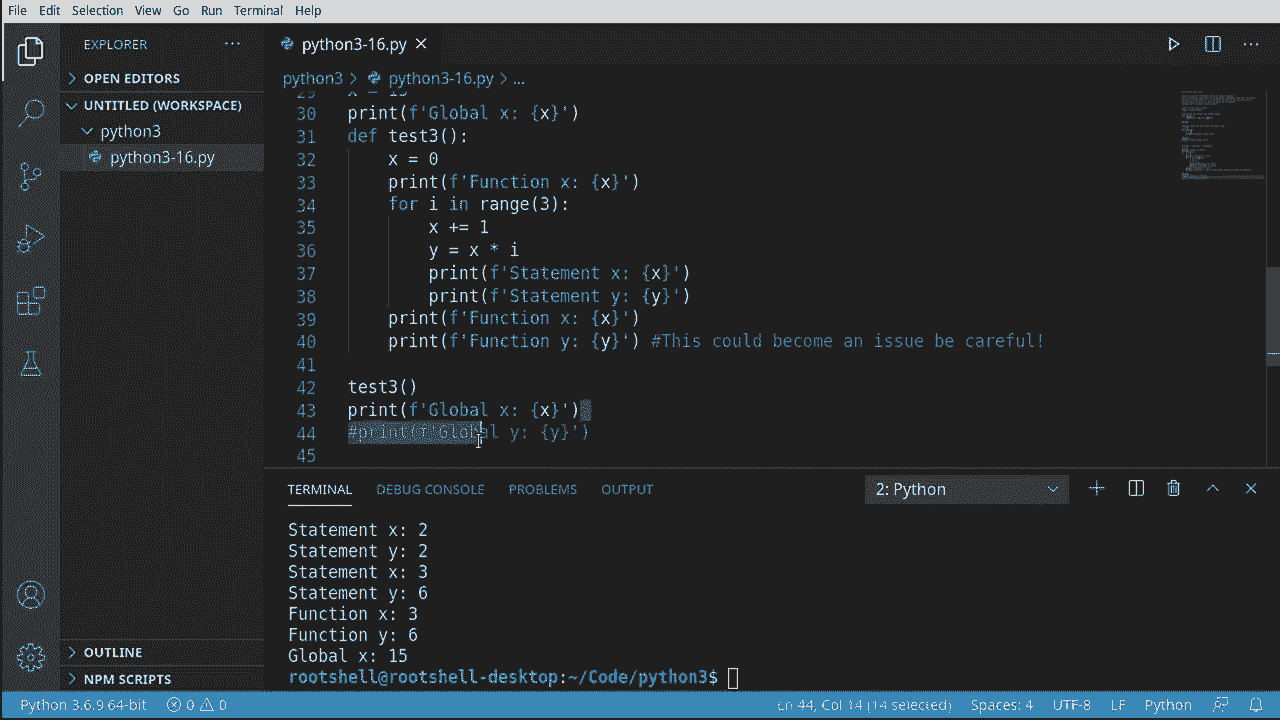 File Edit Selection View Go Run Terminal Help
EXPLORER ...
OPEN EDITORS
UNTITLED (WORKSPACE)
python3
python3-16.py
OUTLINE
NPM SCRIPTS
python3-16.py
python3 > python3-16.py > ...
29 x = 15
30 print(f'Global x: {x}')
31 def test3():
32 x = 0
33 print(f'Function x: {x}')
34 for i in range(3):
35 x += 1
36 y = x * i
37 print(f'Statement x: {x}')
38 print(f'Statement y: {y}')
39 print(f'Function x: {x}')
40 print(f'Function y: {y}') #This could become an issue be careful!
41
42 test3()
43 print(f'Global x: {x}')
44 #print(f'Global y: {y}')
45
TERMINAL DEBUG CONSOLE PROBLEMS OUTPUT 2: Python
Statement x: 2
Statement y: 2
Statement x: 3
Statement y: 6
Function x: 3
Function y: 6
Global x: 15
rootshell@rootshell-desktop:~/Code/python3$
Python 3.6.9 64-bit 0 0 Ln 44, Col 14 (14 selected) Spaces: 4 UTF-8 LF Python